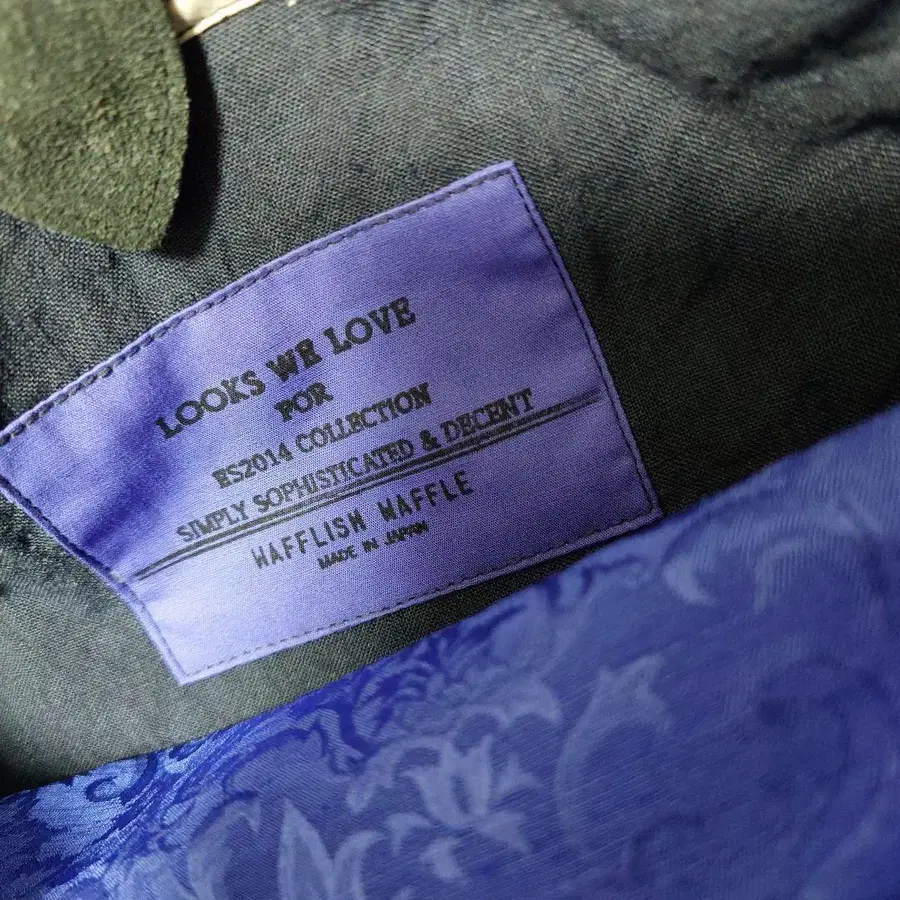 LOOKS WE LOVE
FOR
ES2014 COLLECTION
SIMPLY SOPHISTICATED & DECENT
WAFFLISH WAFFLE
MADE IN JAPAN